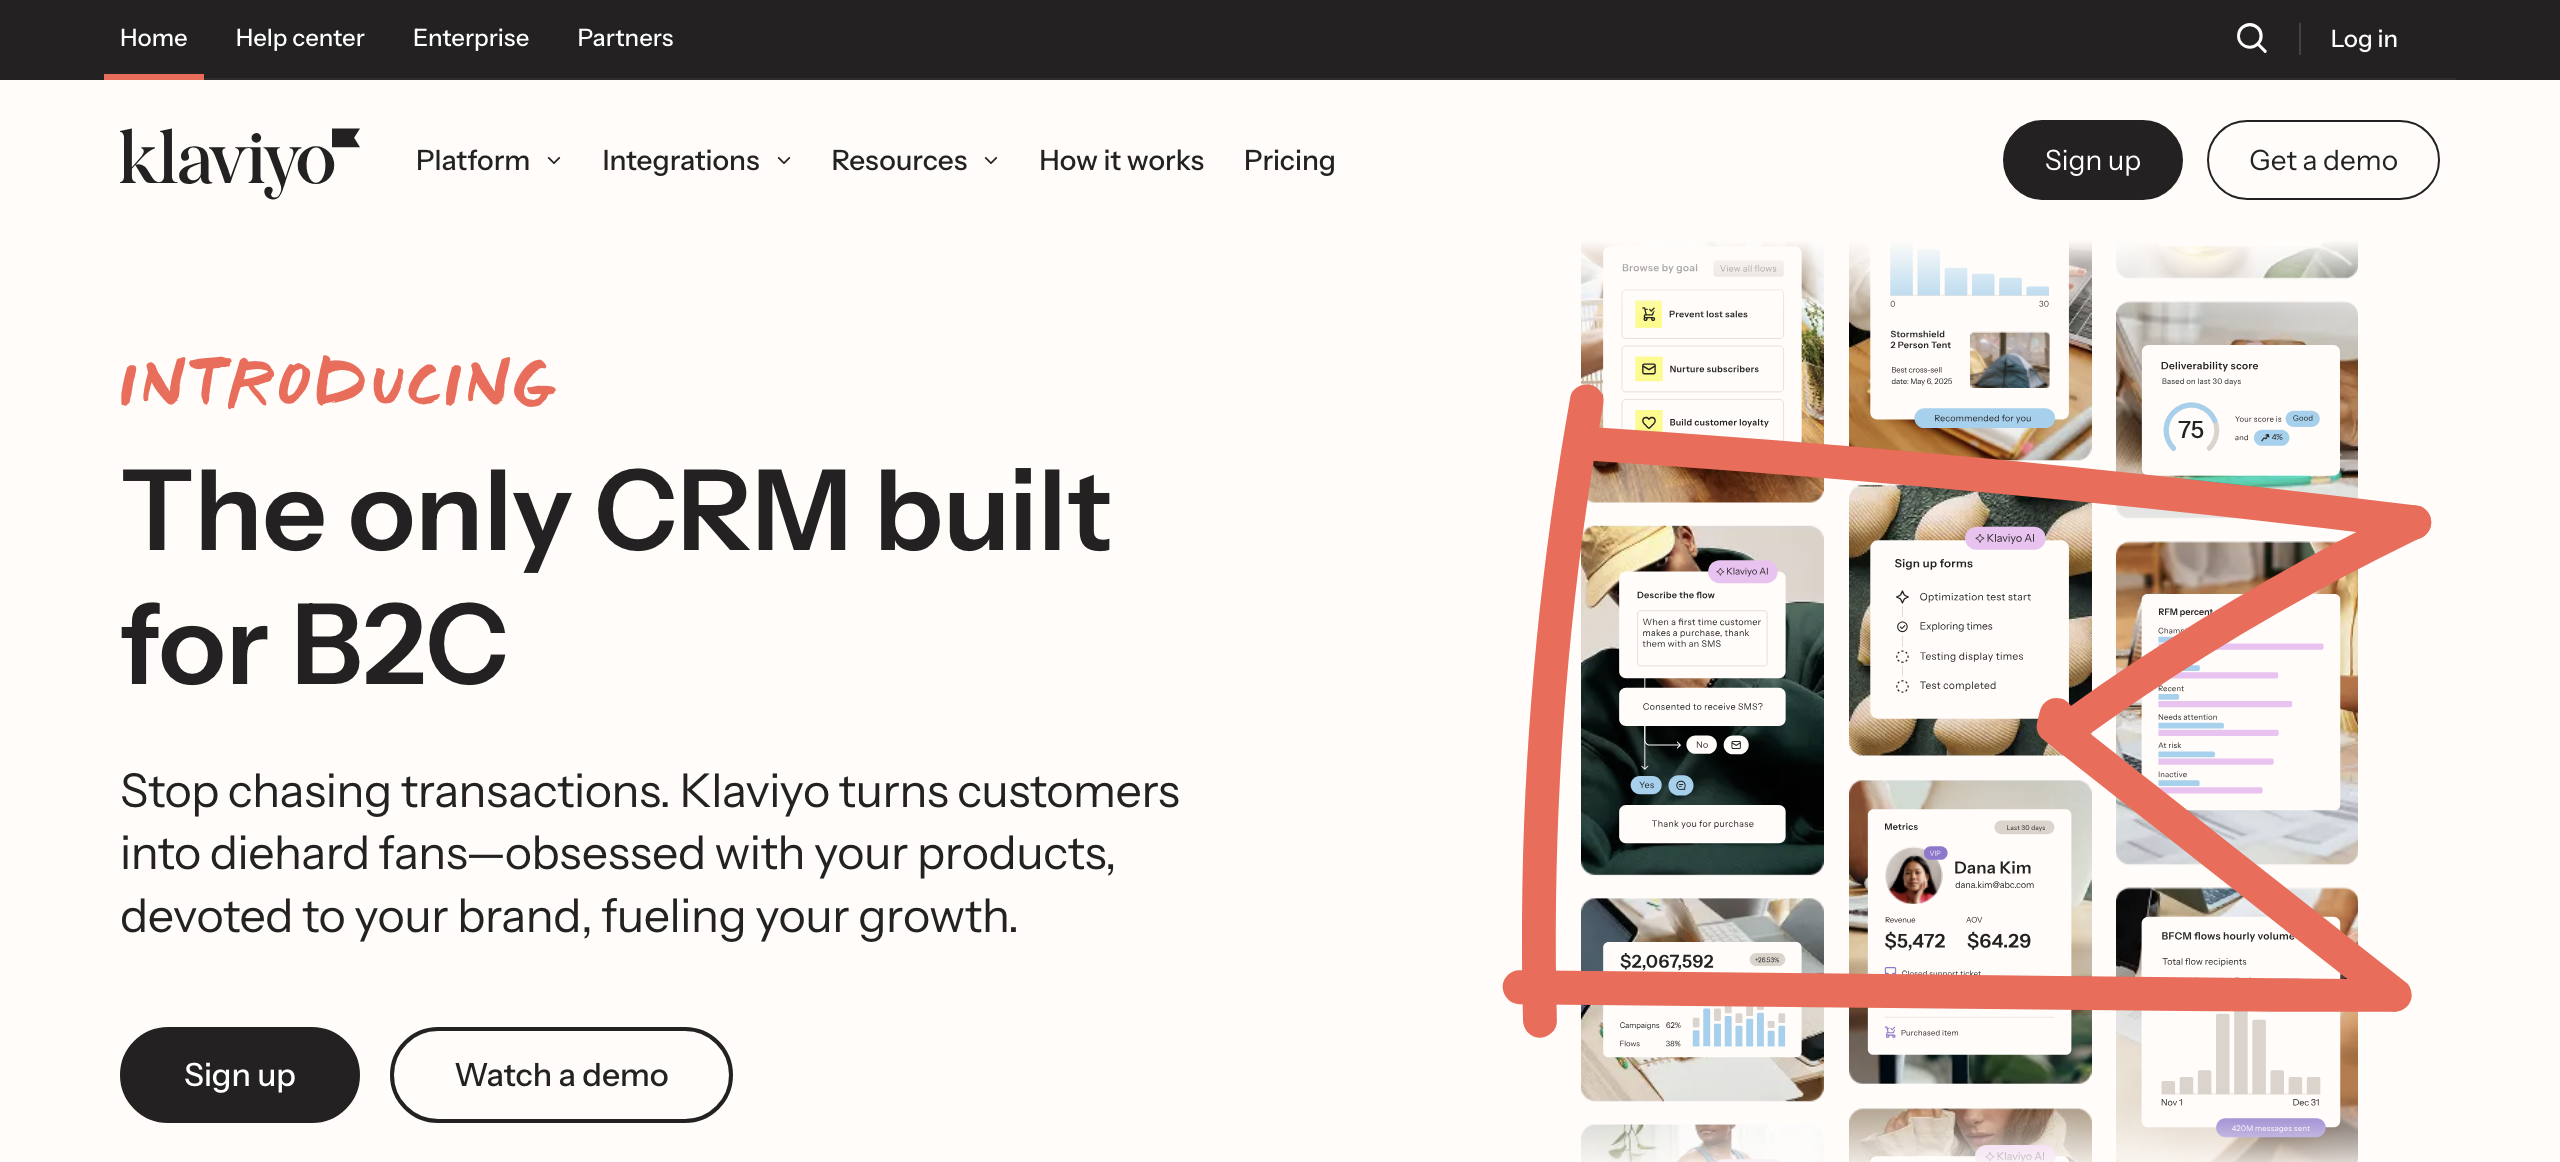 Home Help center Enterprise Partners Log in
klaviyo Platform Integrations Resources How it works Pricing Sign up Get a demo
INTRODUCING
The only CRM built
for B2C
Stop chasing transactions. Klaviyo turns customers
into diehard fans—obsessed with your products,
devoted to your brand, fueling your growth.
Sign up Watch a demo
Browse by goal View all flows
Prevent lost sales
Nurture subscribers
Build customer loyalty
Klaviyo AI
Describe the flow
When a first time customer
makes a purchase, thank
them with an SMS
Consented to receive SMS?
No
Yes
Thank you for purchase
$2,067,592 +26.53%
Campaigns 62%
Flows 38%
0 30
Stormshield
2 Person Tent
Best cross-sell
date: May 6, 2025
Recommended for you
Klaviyo AI
Sign up forms
Optimization test start
Exploring times
Testing display times
Test completed
Metrics Last 30 days
VIP
Dana Kim
dana.kim@abc.com
Revenue AOV
$5,472 $64.29
Closed support ticket
Purchased item
Klaviyo AI
Deliverability score
Based on last 30 days
75
Your score is Good
and 4%
RFM
Recent
Needs attention
At risk
Inactive
BFCM flows hourly volume
Total flow recipients
Nov 1 Dec 31
420M messages sent